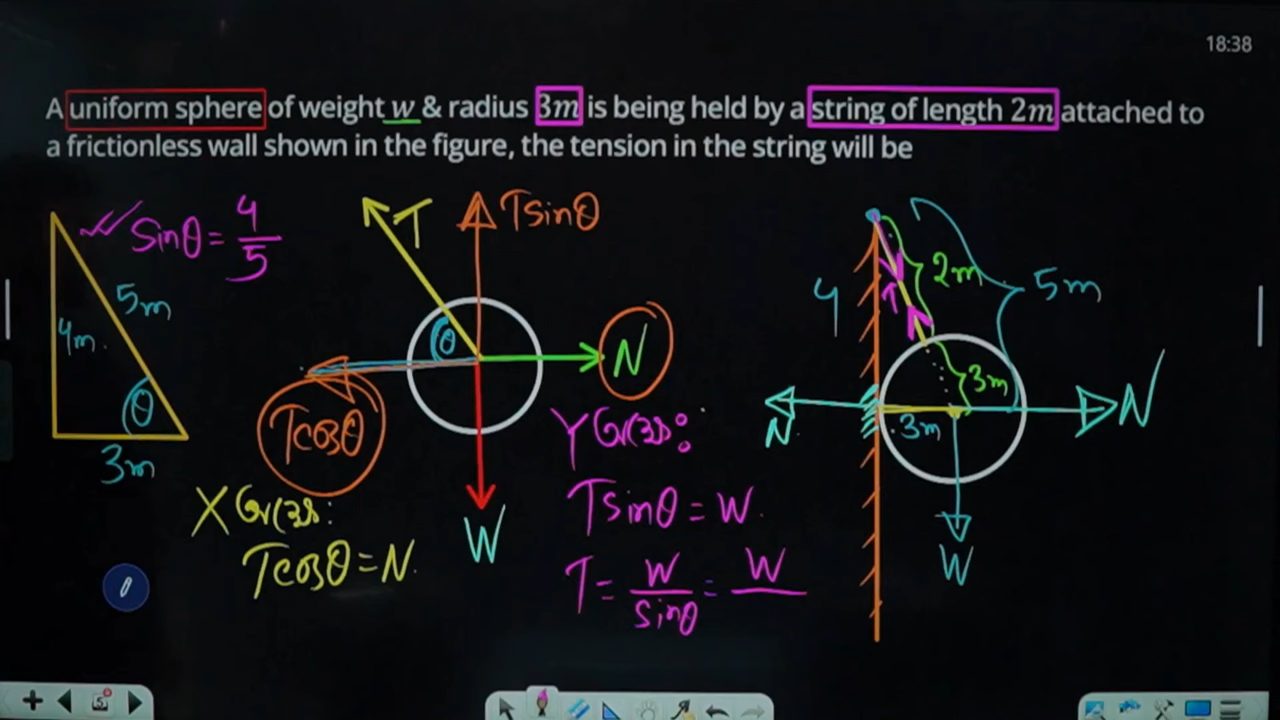 18:38
A uniform sphere of weight w & radius 3m is being held by a string of length 2m attached to
a frictionless wall shown in the figure, the tension in the string will be
Sinθ = 4/5
5m
4m.
θ
3m
T
Tsinθ
θ
N
Tcosθ
W
X
Tcosθ = N.
Y
Tsinθ = W.
T = W/sinθ = W
4
2m
5m
T
3m
.3m
N
N
W
5